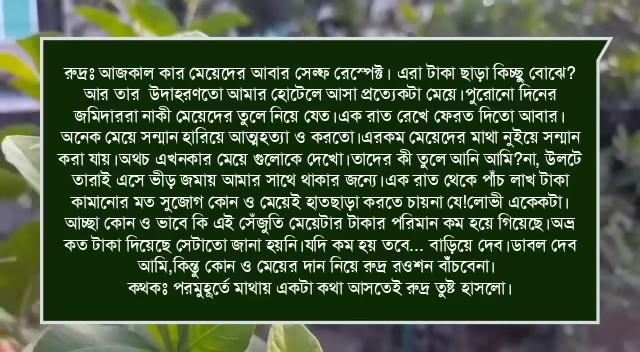 রুদ্রঃ আজকাল কার মেয়েদের আবার সেল্ফ রেস্পেক্ট। এরা টাকা ছাড়া কিচ্ছু বোঝে?
আর তার উদাহরণতো আমার হোটেলে আসা প্রত্যেকটা মেয়ে।পুরোনো দিনের
জমিদাররা নাকী মেয়েদের তুলে নিয়ে যেত।এক রাত রেখে ফেরত দিতো আবার।
অনেক মেয়ে সন্মান হারিয়ে আত্মহত্যা ও করতো।এরকম মেয়েদের মাথা নুইয়ে সন্মান
করা যায়।অথচ এখনকার মেয়ে গুলোকে দেখো।তাদের কী তুলে আনি আমি?না, উলটে
তারাই এসে ভীড় জমায় আমার সাথে থাকার জন্যে।এক রাত থেকে পাঁচ লাখ টাকা
কামানোর মত সুজোগ কোন ও মেয়েই হাতছাড়া করতে চায়না যে!লোভী একেকটা।
আচ্ছা কোন ও ভাবে কি এই সেঁজুতি মেয়েটার টাকার পরিমান কম হয়ে গিয়েছে।অভ্র
কত টাকা দিয়েছে সেটাতো জানা হয়নি।যদি কম হয় তবে... বাড়িয়ে দেব।ডাবল দেব
আমি,কিন্তু কোন ও মেয়ের দান নিয়ে রুদ্র রওশন বাঁচবেনা।
কথকঃ পরমুহূর্তে মাথায় একটা কথা আসতেই রুদ্র তুষ্ট হাসলো।